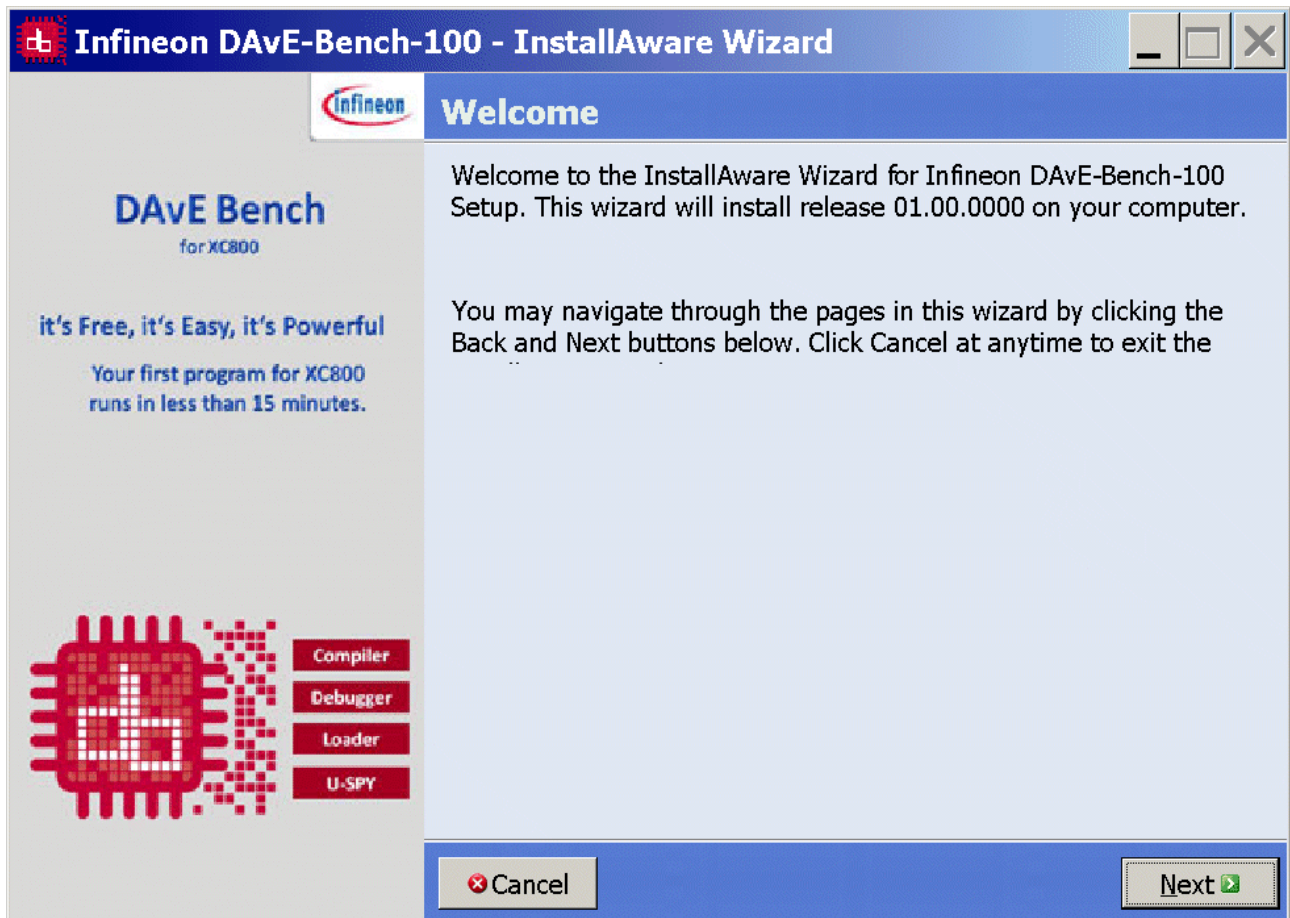 Infineon DAvE-Bench-100 - InstallAware Wizard
infineon
Welcome
DAvE Bench
for XC800
it's Free, it's Easy, it's Powerful
Your first program for XC800
runs in less than 15 minutes.
Compiler
Debugger
Loader
U-SPY
Welcome to the InstallAware Wizard for Infineon DAvE-Bench-100
Setup. This wizard will install release 01.00.0000 on your computer.
You may navigate through the pages in this wizard by clicking the
Back and Next buttons below. Click Cancel at anytime to exit the
Cancel
Next